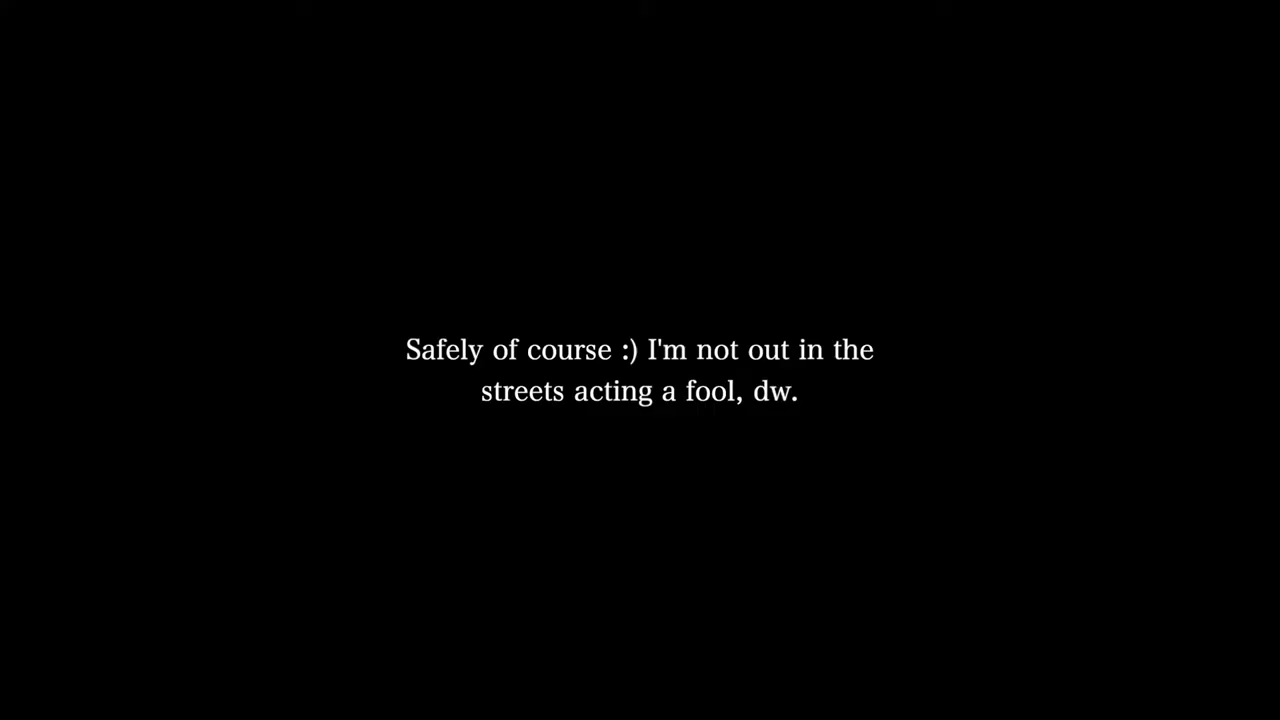 Safely of course :) I'm not out in the
streets acting a fool, dw.